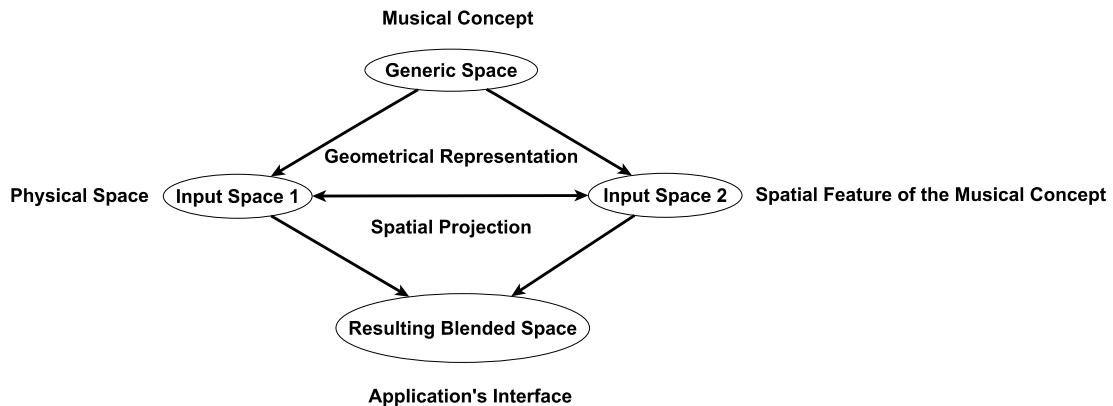 Musical Concept
Generic Space
Geometrical Representation
Physical Space
Input Space 1
Input Space 2
Spatial Feature of the Musical Concept
Spatial Projection
Resulting Blended Space
Application's Interface